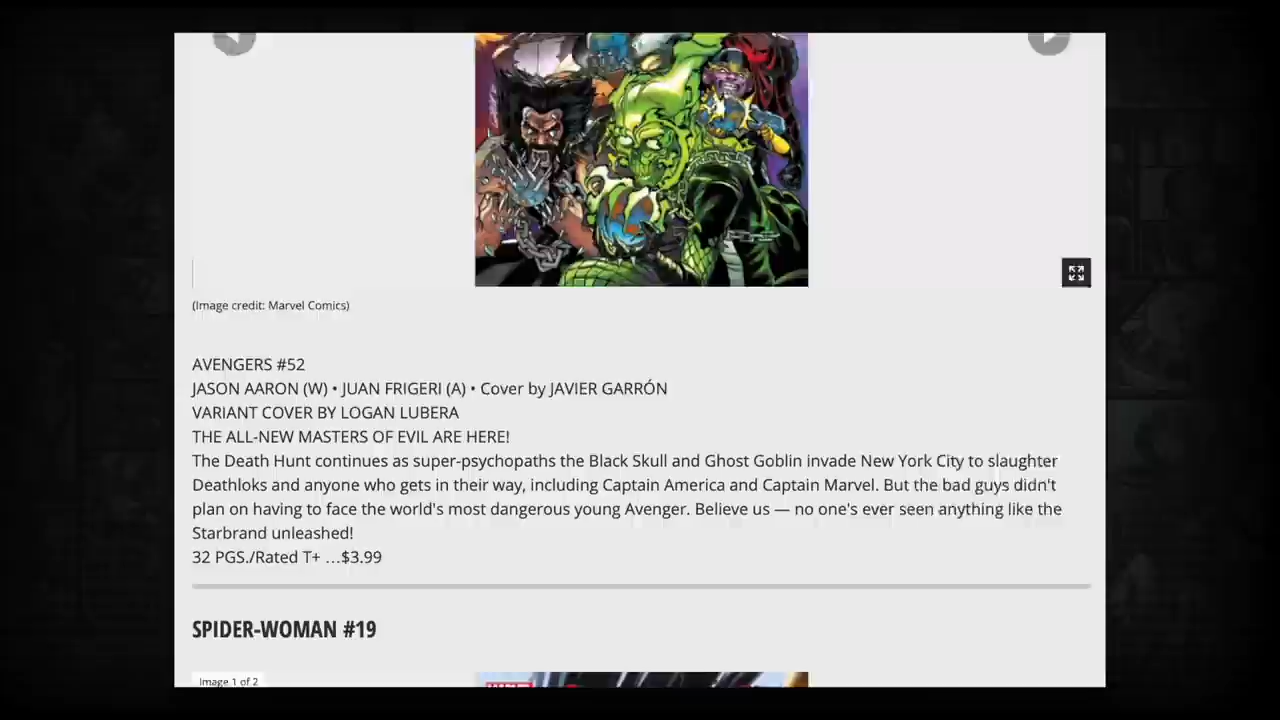 (Image credit: Marvel Comics)
AVENGERS #52
JASON AARON (W) • JUAN FRIGERI (A) • Cover by JAVIER GARRÓN
VARIANT COVER BY LOGAN LUBERA
THE ALL-NEW MASTERS OF EVIL ARE HERE!
The Death Hunt continues as super-psychopaths the Black Skull and Ghost Goblin invade New York City to slaughter
Deathloks and anyone who gets in their way, including Captain America and Captain Marvel. But the bad guys didn't
plan on having to face the world's most dangerous young Avenger. Believe us — no one's ever seen anything like the
Starbrand unleashed!
32 PGS./Rated T+ …$3.99
SPIDER-WOMAN #19
Image 1 of 2